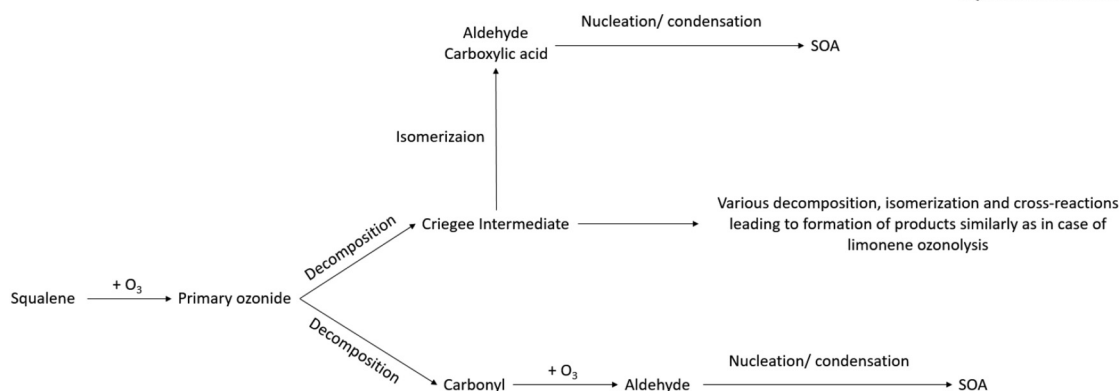 Nucleation/ condensation
Aldehyde
Carboxylic acid
SOA
Isomerizaion
Various decomposition, isomerization and cross-reactions
leading to formation of products similarly as in case of
limonene ozonolysis
Decomposition
Criegee Intermediate
Squalene
+ O₃
Primary ozonide
Decomposition
Carbonyl
+ O₃
Aldehyde
Nucleation/ condensation
SOA